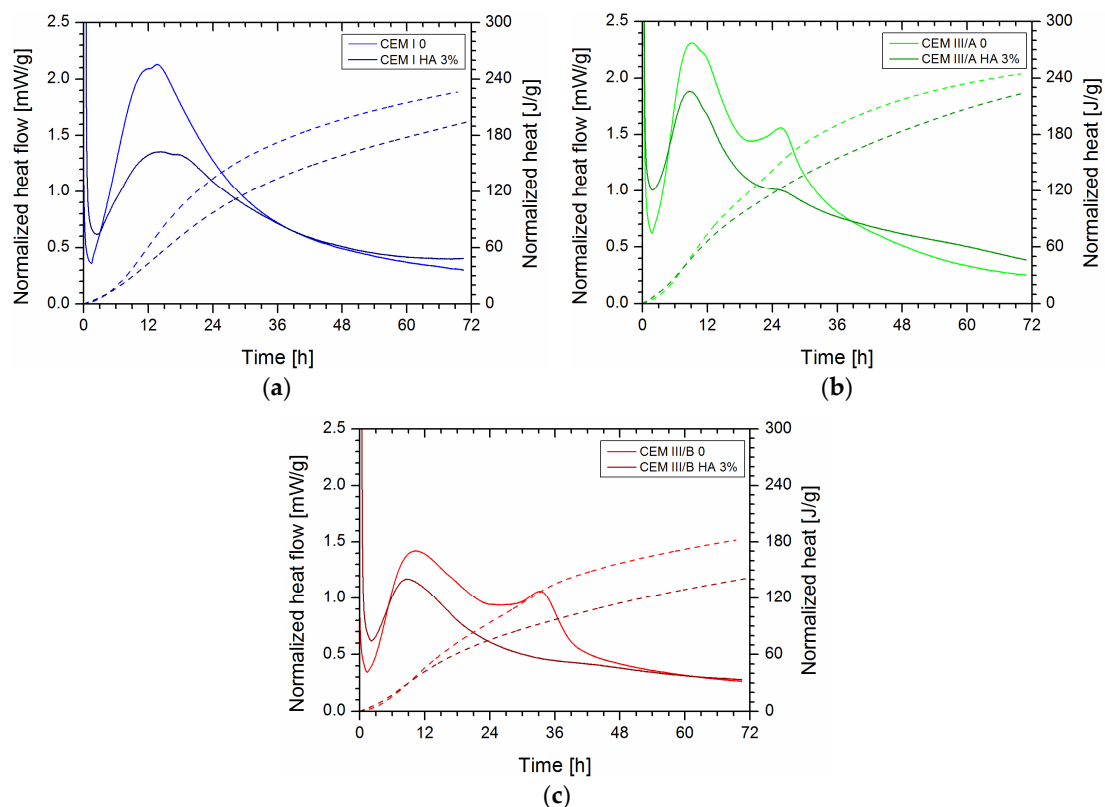 CEM I 0
CEM I HA 3%
Normalized heat flow [mW/g]
0.0 0.5 1.0 1.5 2.0 2.5
0 60 120 180 240 300
Normalized heat [J/g]
0 12 24 36 48 60 72
Time [h]
(a)
CEM III/A 0
CEM III/A HA 3%
Normalized heat flow [mW/g]
0.0 0.5 1.0 1.5 2.0 2.5
0 60 120 180 240 300
Normalized heat [J/g]
0 12 24 36 48 60 72
Time [h]
(b)
CEM III/B 0
CEM III/B HA 3%
Normalized heat flow [mW/g]
0.0 0.5 1.0 1.5 2.0 2.5
0 60 120 180 240 300
Normalized heat [J/g]
0 12 24 36 48 60 72
Time [h]
(c)